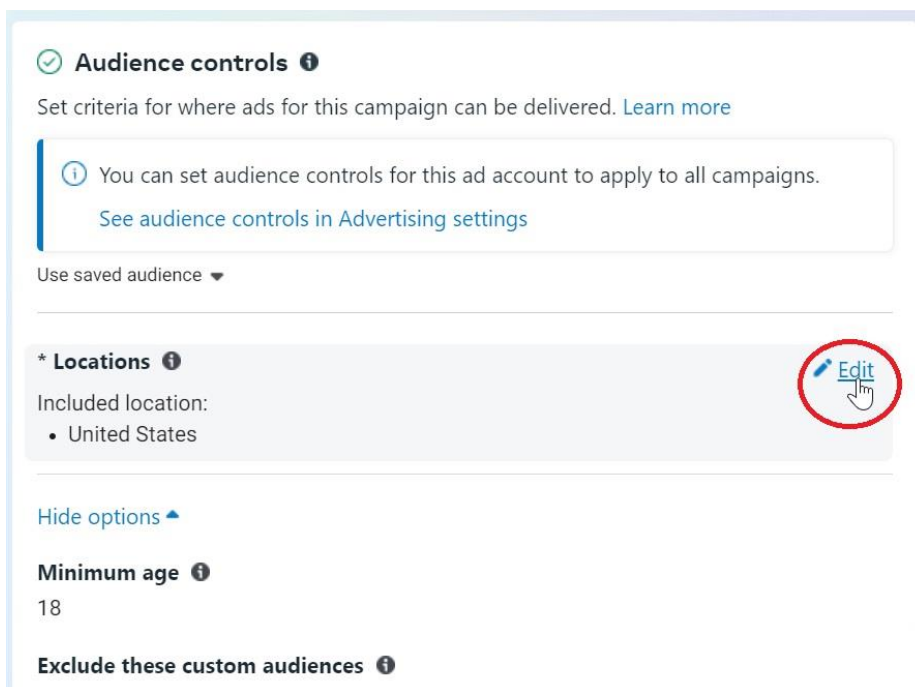 Audience controls
Set criteria for where ads for this campaign can be delivered. Learn more
You can set audience controls for this ad account to apply to all campaigns.
See audience controls in Advertising settings
Use saved audience
* Locations
Edit
Included location:
• United States
Hide options
Minimum age
18
Exclude these custom audiences